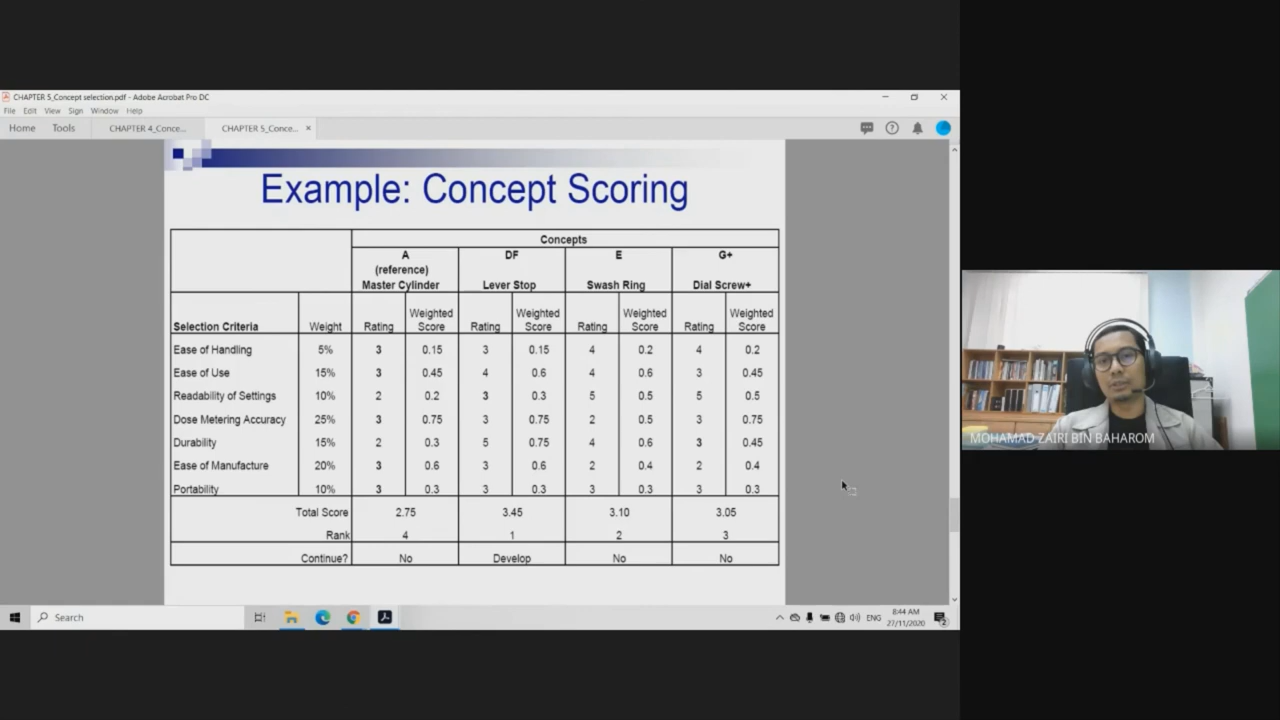 CHAPTER 5_Concept selection.pdf - Adobe Acrobat Pro DC
File Edit View Sign Window Help
Home Tools CHAPTER 4_Conce... CHAPTER 5_Conce... ×
Example: Concept Scoring
Concepts
A DF E G+
(reference)
Master Cylinder Lever Stop Swash Ring Dial Screw+
Weighted Weighted Weighted Weighted
Selection Criteria Weight Rating Score Rating Score Rating Score Rating Score
Ease of Handling 5% 3 0.15 3 0.15 4 0.2 4 0.2
Ease of Use 15% 3 0.45 4 0.6 4 0.6 3 0.45
Readability of Settings 10% 2 0.2 3 0.3 5 0.5 5 0.5
Dose Metering Accuracy 25% 3 0.75 3 0.75 2 0.5 3 0.75
Durability 15% 2 0.3 5 0.75 4 0.6 3 0.45
Ease of Manufacture 20% 3 0.6 3 0.6 2 0.4 2 0.4
Portability 10% 3 0.3 3 0.3 3 0.3 3 0.3
Total Score 2.75 3.45 3.10 3.05
Rank 4 1 2 3
Continue? No Develop No No
MOHAMAD ZAIRI BIN BAHAROM
Search
ENG
8:44 AM
27/11/2020
2